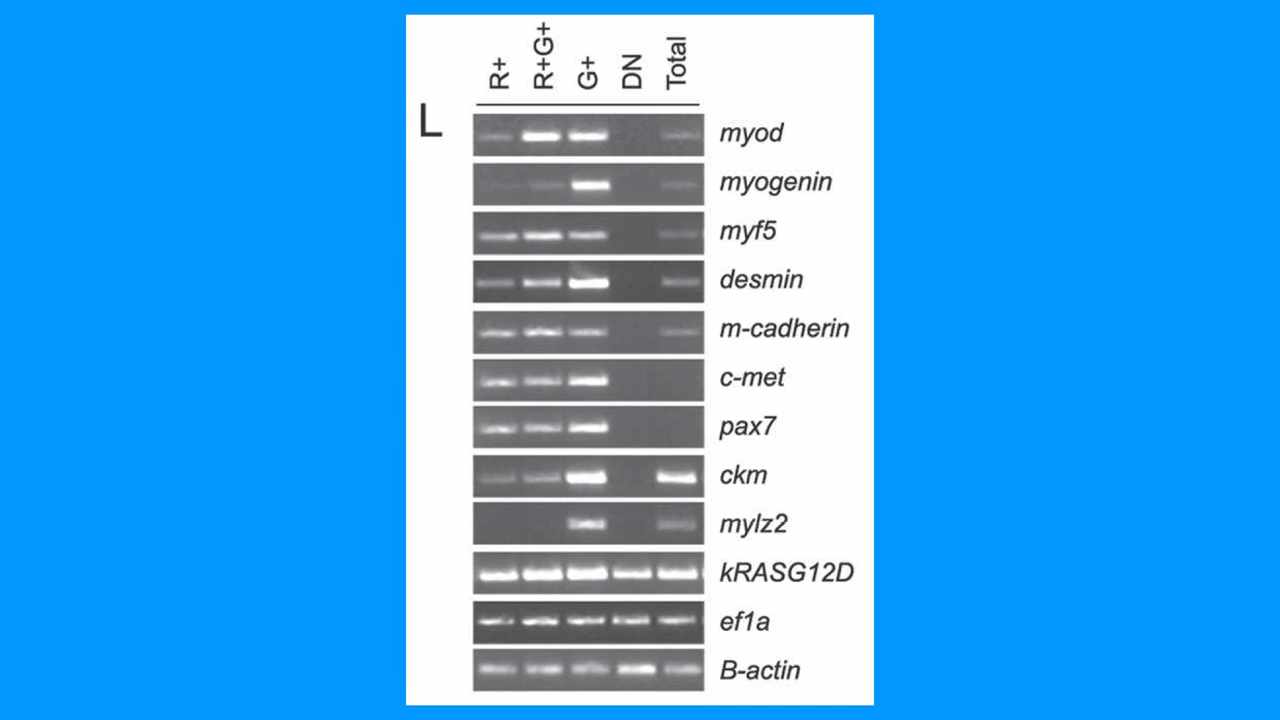 R+ R+G+ G+ DN Total
L
myod
myogenin
myf5
desmin
m-cadherin
c-met
pax7
ckm
mylz2
kRASG12D
ef1a
B-actin